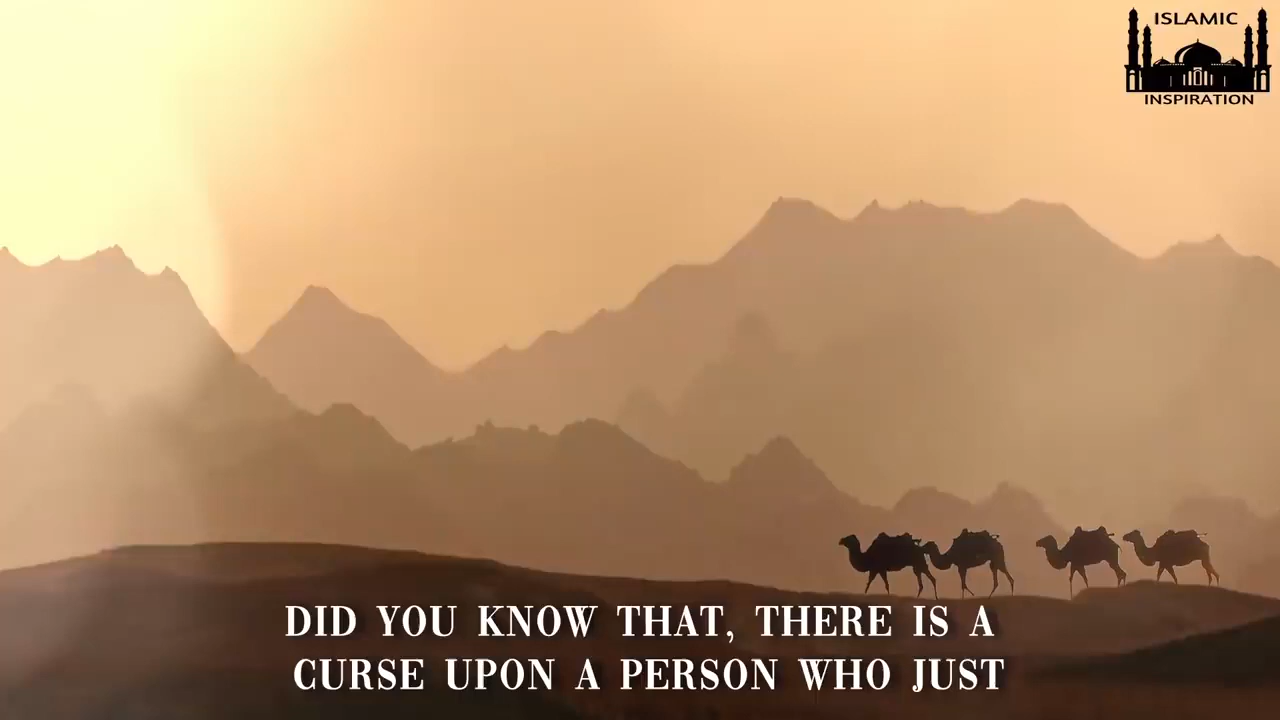 ISLAMIC
INSPIRATION
DID YOU KNOW THAT, THERE IS A
CURSE UPON A PERSON WHO JUST